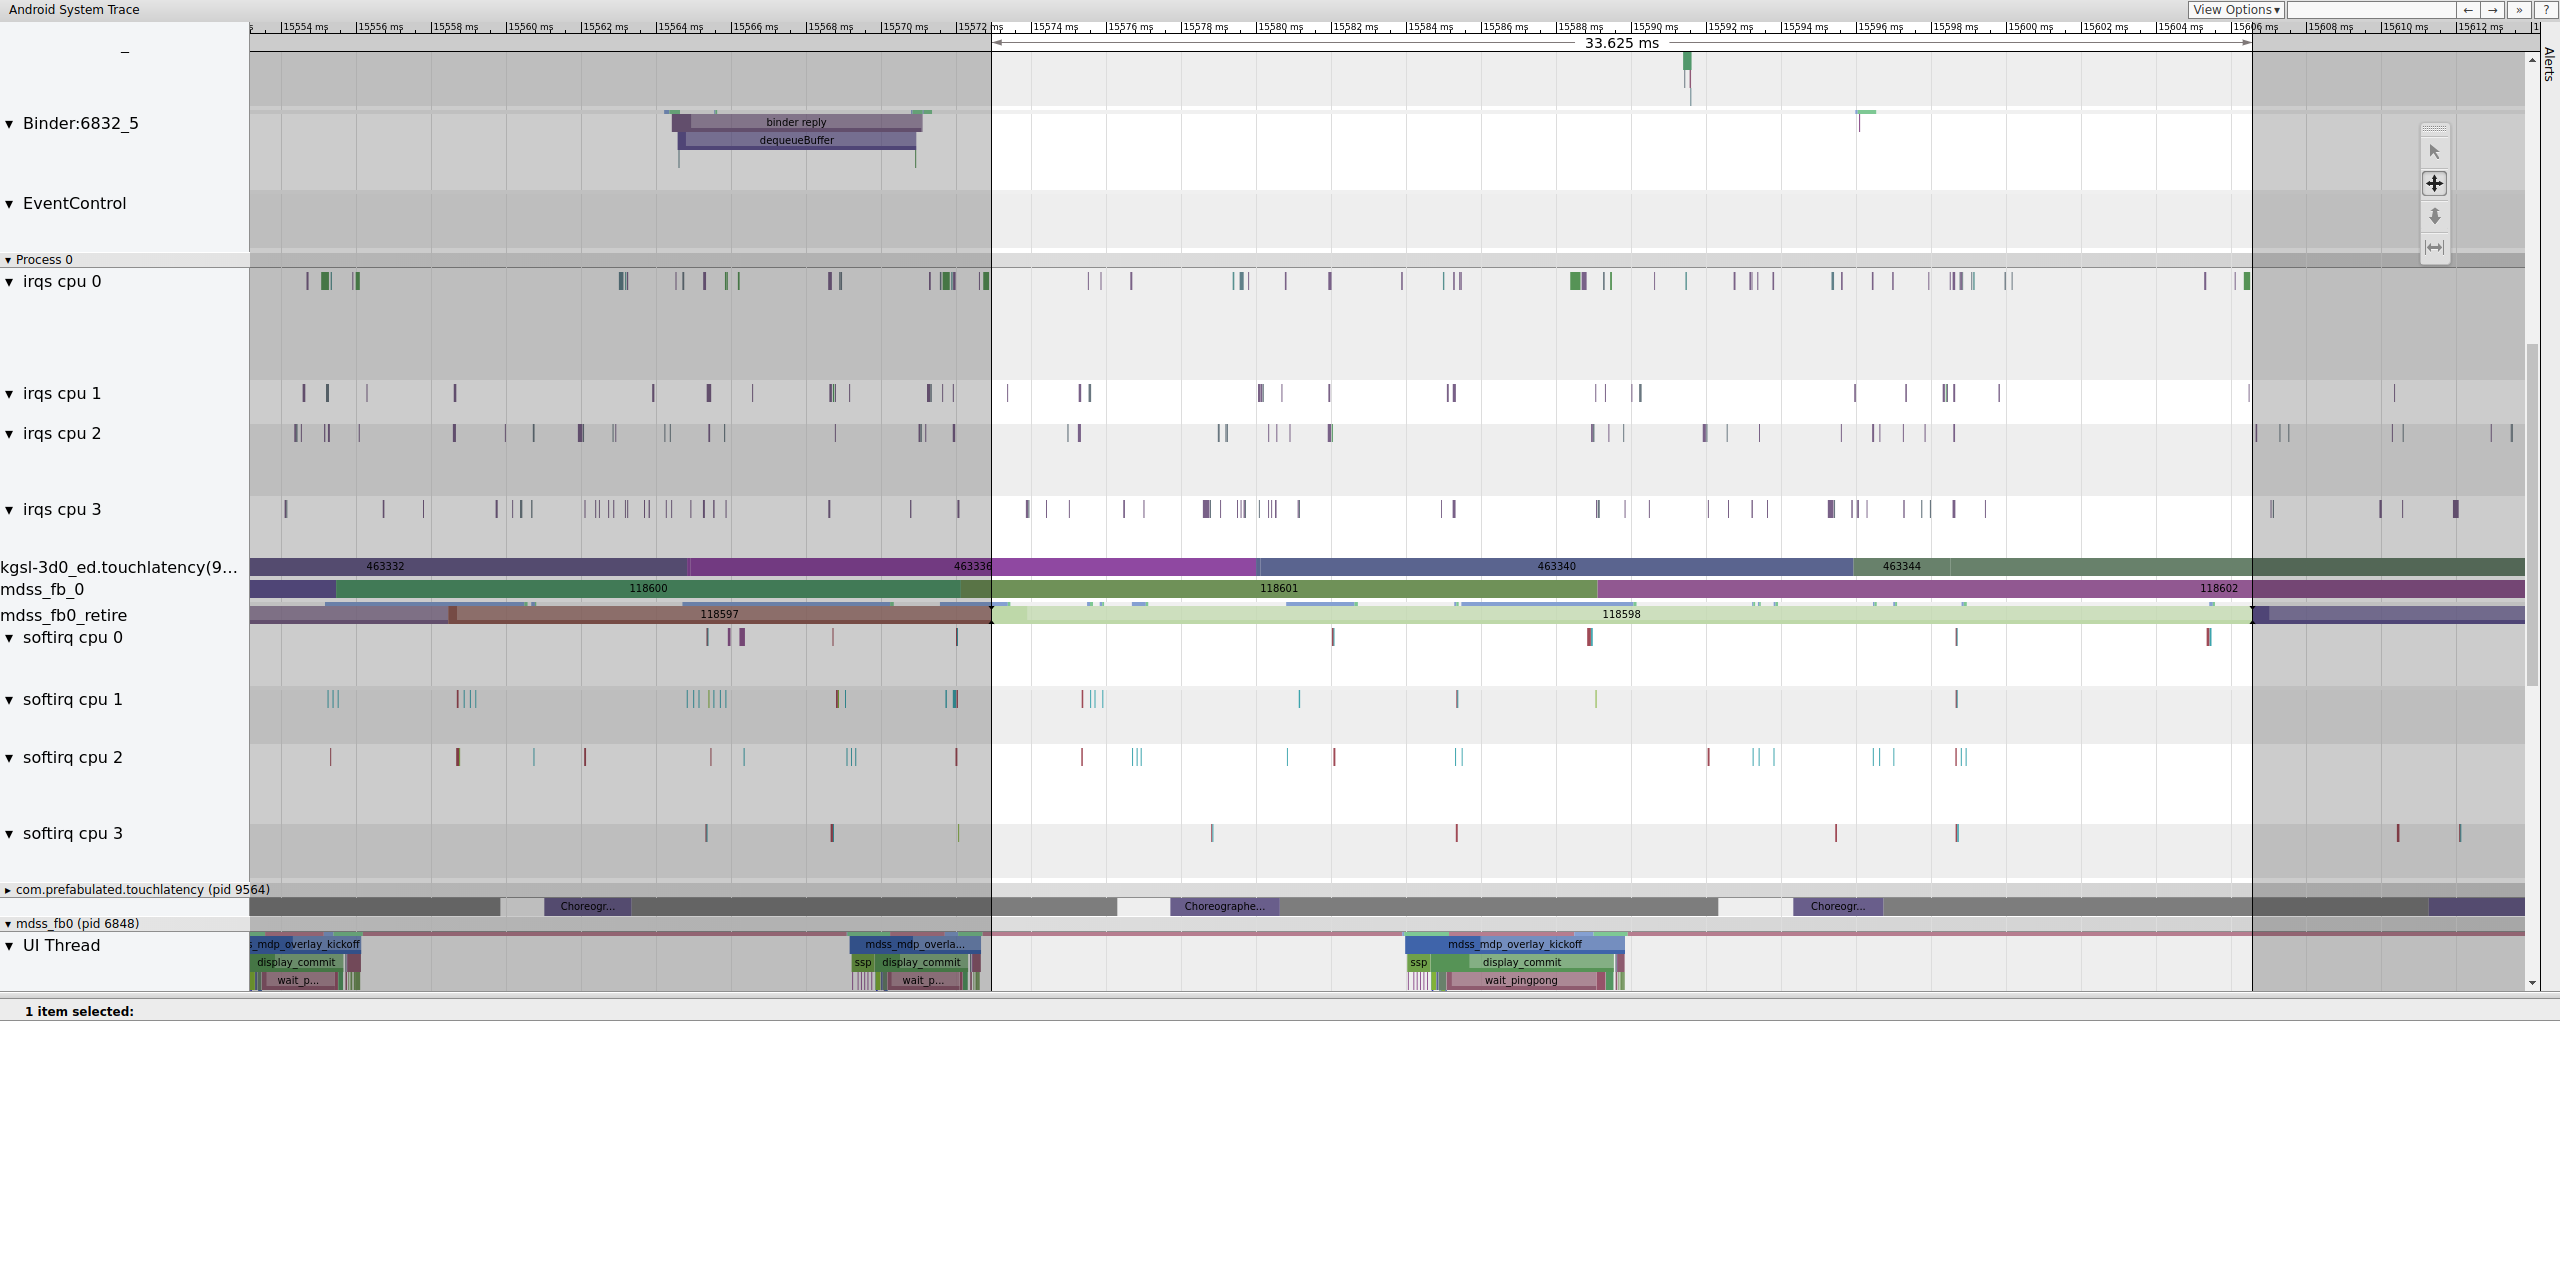 Android System Trace
View Options▾ ← → » ?
15554 ms 15556 ms 15558 ms 15560 ms 15562 ms 15564 ms 15566 ms 15568 ms 15570 ms 15572 ms 15574 ms 15576 ms 15578 ms 15580 ms 15582 ms 15584 ms 15586 ms 15588 ms 15590 ms 15592 ms 15594 ms 15596 ms 15598 ms 15600 ms 15602 ms 15604 ms 15606 ms 15608 ms 15610 ms 15612 ms
33.625 ms
Alerts
▾ Binder:6832_5
binder reply
dequeueBuffer
▾ EventControl
▾ Process 0
▾ irqs cpu 0
▾ irqs cpu 1
▾ irqs cpu 2
▾ irqs cpu 3
kgsl-3d0_ed.touchlatency(9... 463332 463336 463340 463344
mdss_fb_0 118600 118601 118602
mdss_fb0_retire 118597 118598
▾ softirq cpu 0
▾ softirq cpu 1
▾ softirq cpu 2
▾ softirq cpu 3
▸ com.prefabulated.touchlatency (pid 9564)
Choreogr... Choreographe... Choreogr...
▾ mdss_fb0 (pid 6848)
▾ UI Thread s_mdp_overlay_kickoff mdss_mdp_overla... mdss_mdp_overlay_kickoff
display_commit ssp display_commit ssp display_commit
wait_p... wait_p... wait_pingpong
1 item selected: